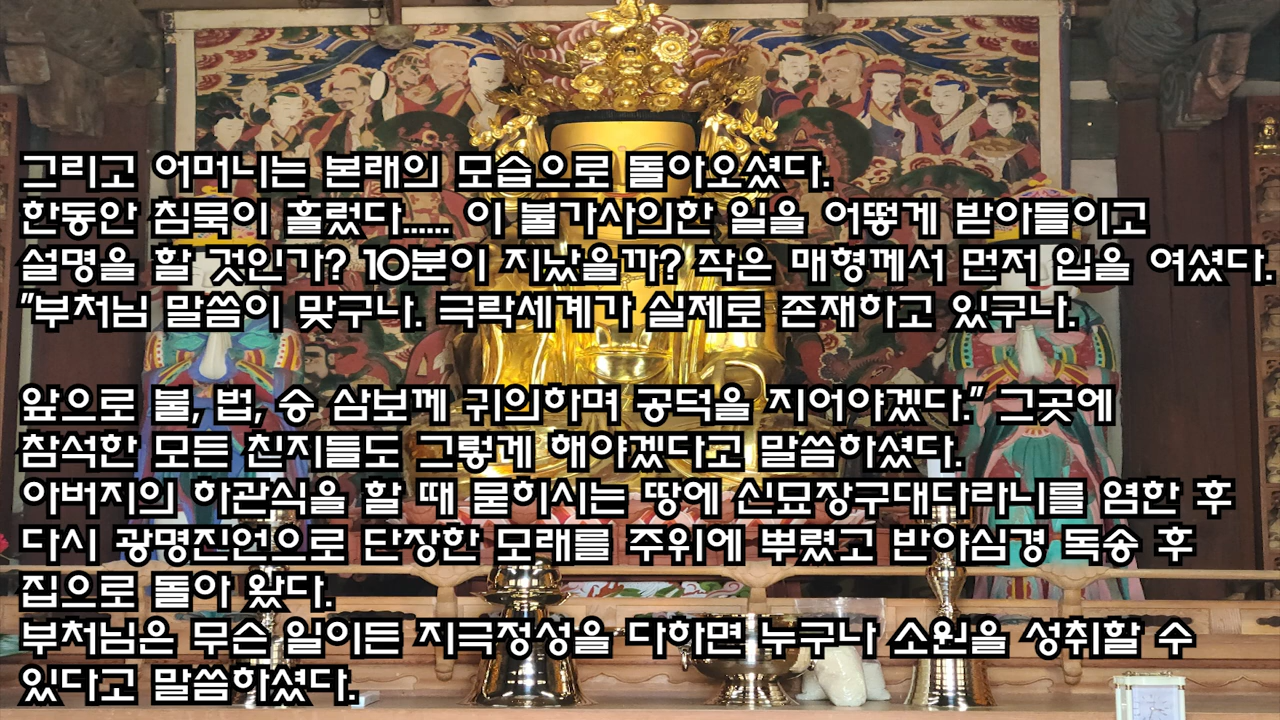 그리고 어머니는 본래의 모습으로 돌아오셨다.
한동안 침묵이 흘렀다...... 이 불가사의한 일을 어떻게 받아들이고
설명을 할 것인가? 10분이 지났을까? 작은 매형께서 먼저 입을 여셨다.
"부처님 말씀이 맞구나. 극락세계가 실제로 존재하고 있구나.
앞으로 불, 법, 승 삼보께 귀의하며 공덕을 지어야겠다." 그곳에
참석한 모든 친지들도 그렇게 해야겠다고 말씀하셨다.
아버지의 하관식을 할 때 묻히시는 땅에 신묘장구대다라니를 염한 후
다시 광명진언으로 단장한 모래를 주위에 뿌렸고 반야심경 독송 후
집으로 돌아 왔다.
부처님은 무슨 일이든 지극정성을 다하면 누구나 소원을 성취할 수
있다고 말씀하셨다.